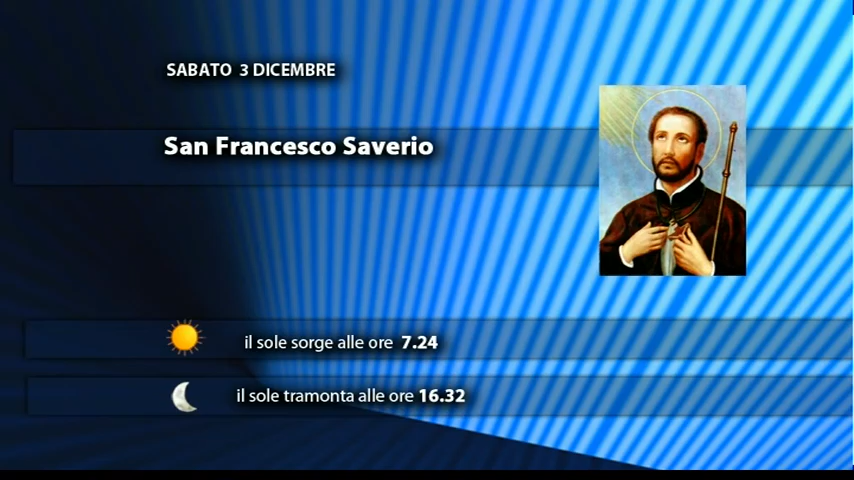 SABATO 3 DICEMBRE
San Francesco Saverio
il sole sorge alle ore 7.24
il sole tramonta alle ore 16.32